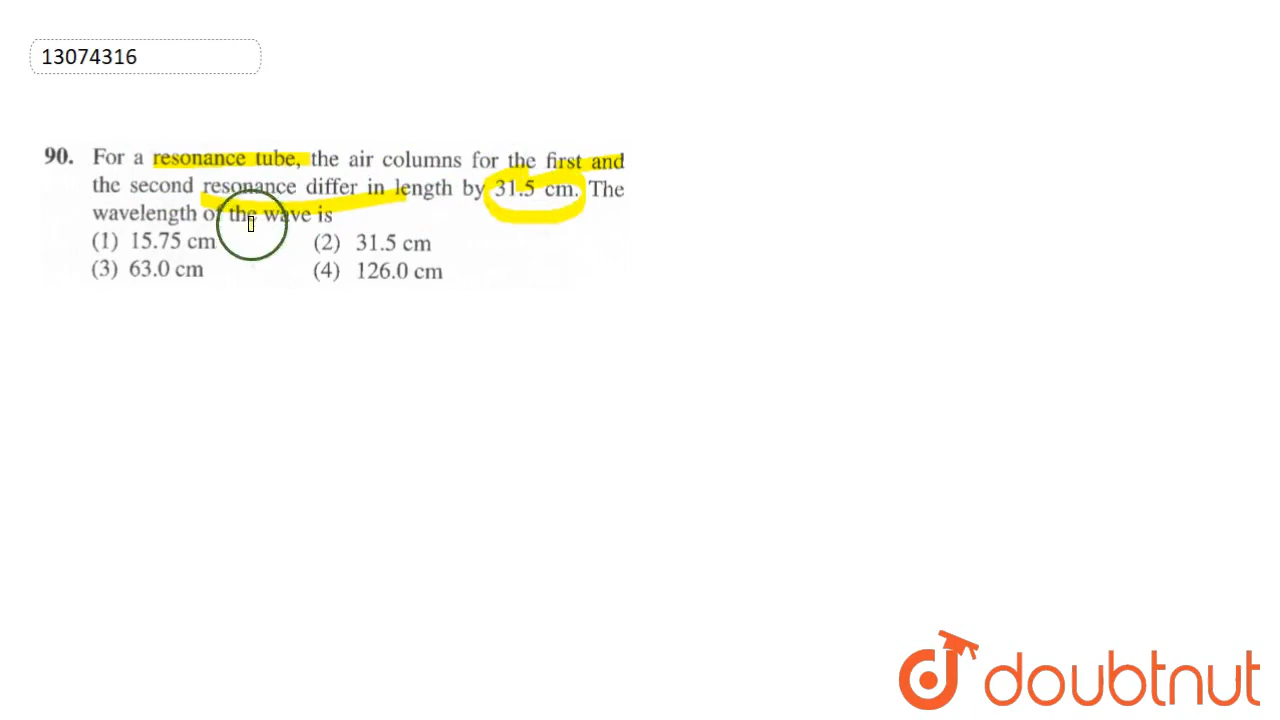 13074316
90. For a resonance tube, the air columns for the first and
the second resonance differ in length by 31.5 cm. The
wavelength of the wave is
(1) 15.75 cm (2) 31.5 cm
(3) 63.0 cm (4) 126.0 cm
doubtnut